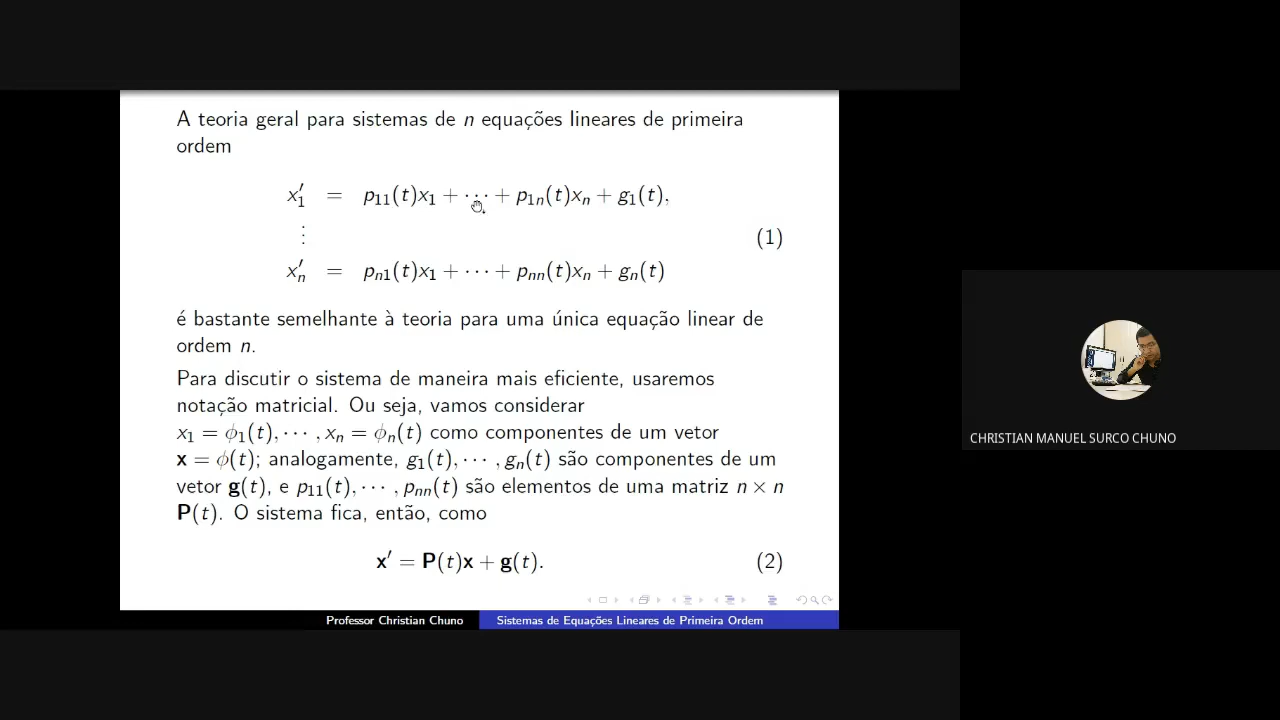 A teoria geral para sistemas de n equações lineares de primeira
ordem
x′₁ = p₁₁(t)x₁ + ··· + p₁ₙ(t)xₙ + g₁(t),
⋮ (1)
x′ₙ = pₙ₁(t)x₁ + ··· + pₙₙ(t)xₙ + gₙ(t)
é bastante semelhante à teoria para uma única equação linear de
ordem n.
Para discutir o sistema de maneira mais eficiente, usaremos
notação matricial. Ou seja, vamos considerar
x₁ = ϕ₁(t), ··· , xₙ = ϕₙ(t) como componentes de um vetor
x = ϕ(t); analogamente, g₁(t), ··· , gₙ(t) são componentes de um
vetor g(t), e p₁₁(t), ··· , pₙₙ(t) são elementos de uma matriz n × n
P(t). O sistema fica, então, como
x′ = P(t)x + g(t). (2)
Professor Christian Chuno Sistemas de Equações Lineares de Primeira Ordem
CHRISTIAN MANUEL SURCO CHUNO